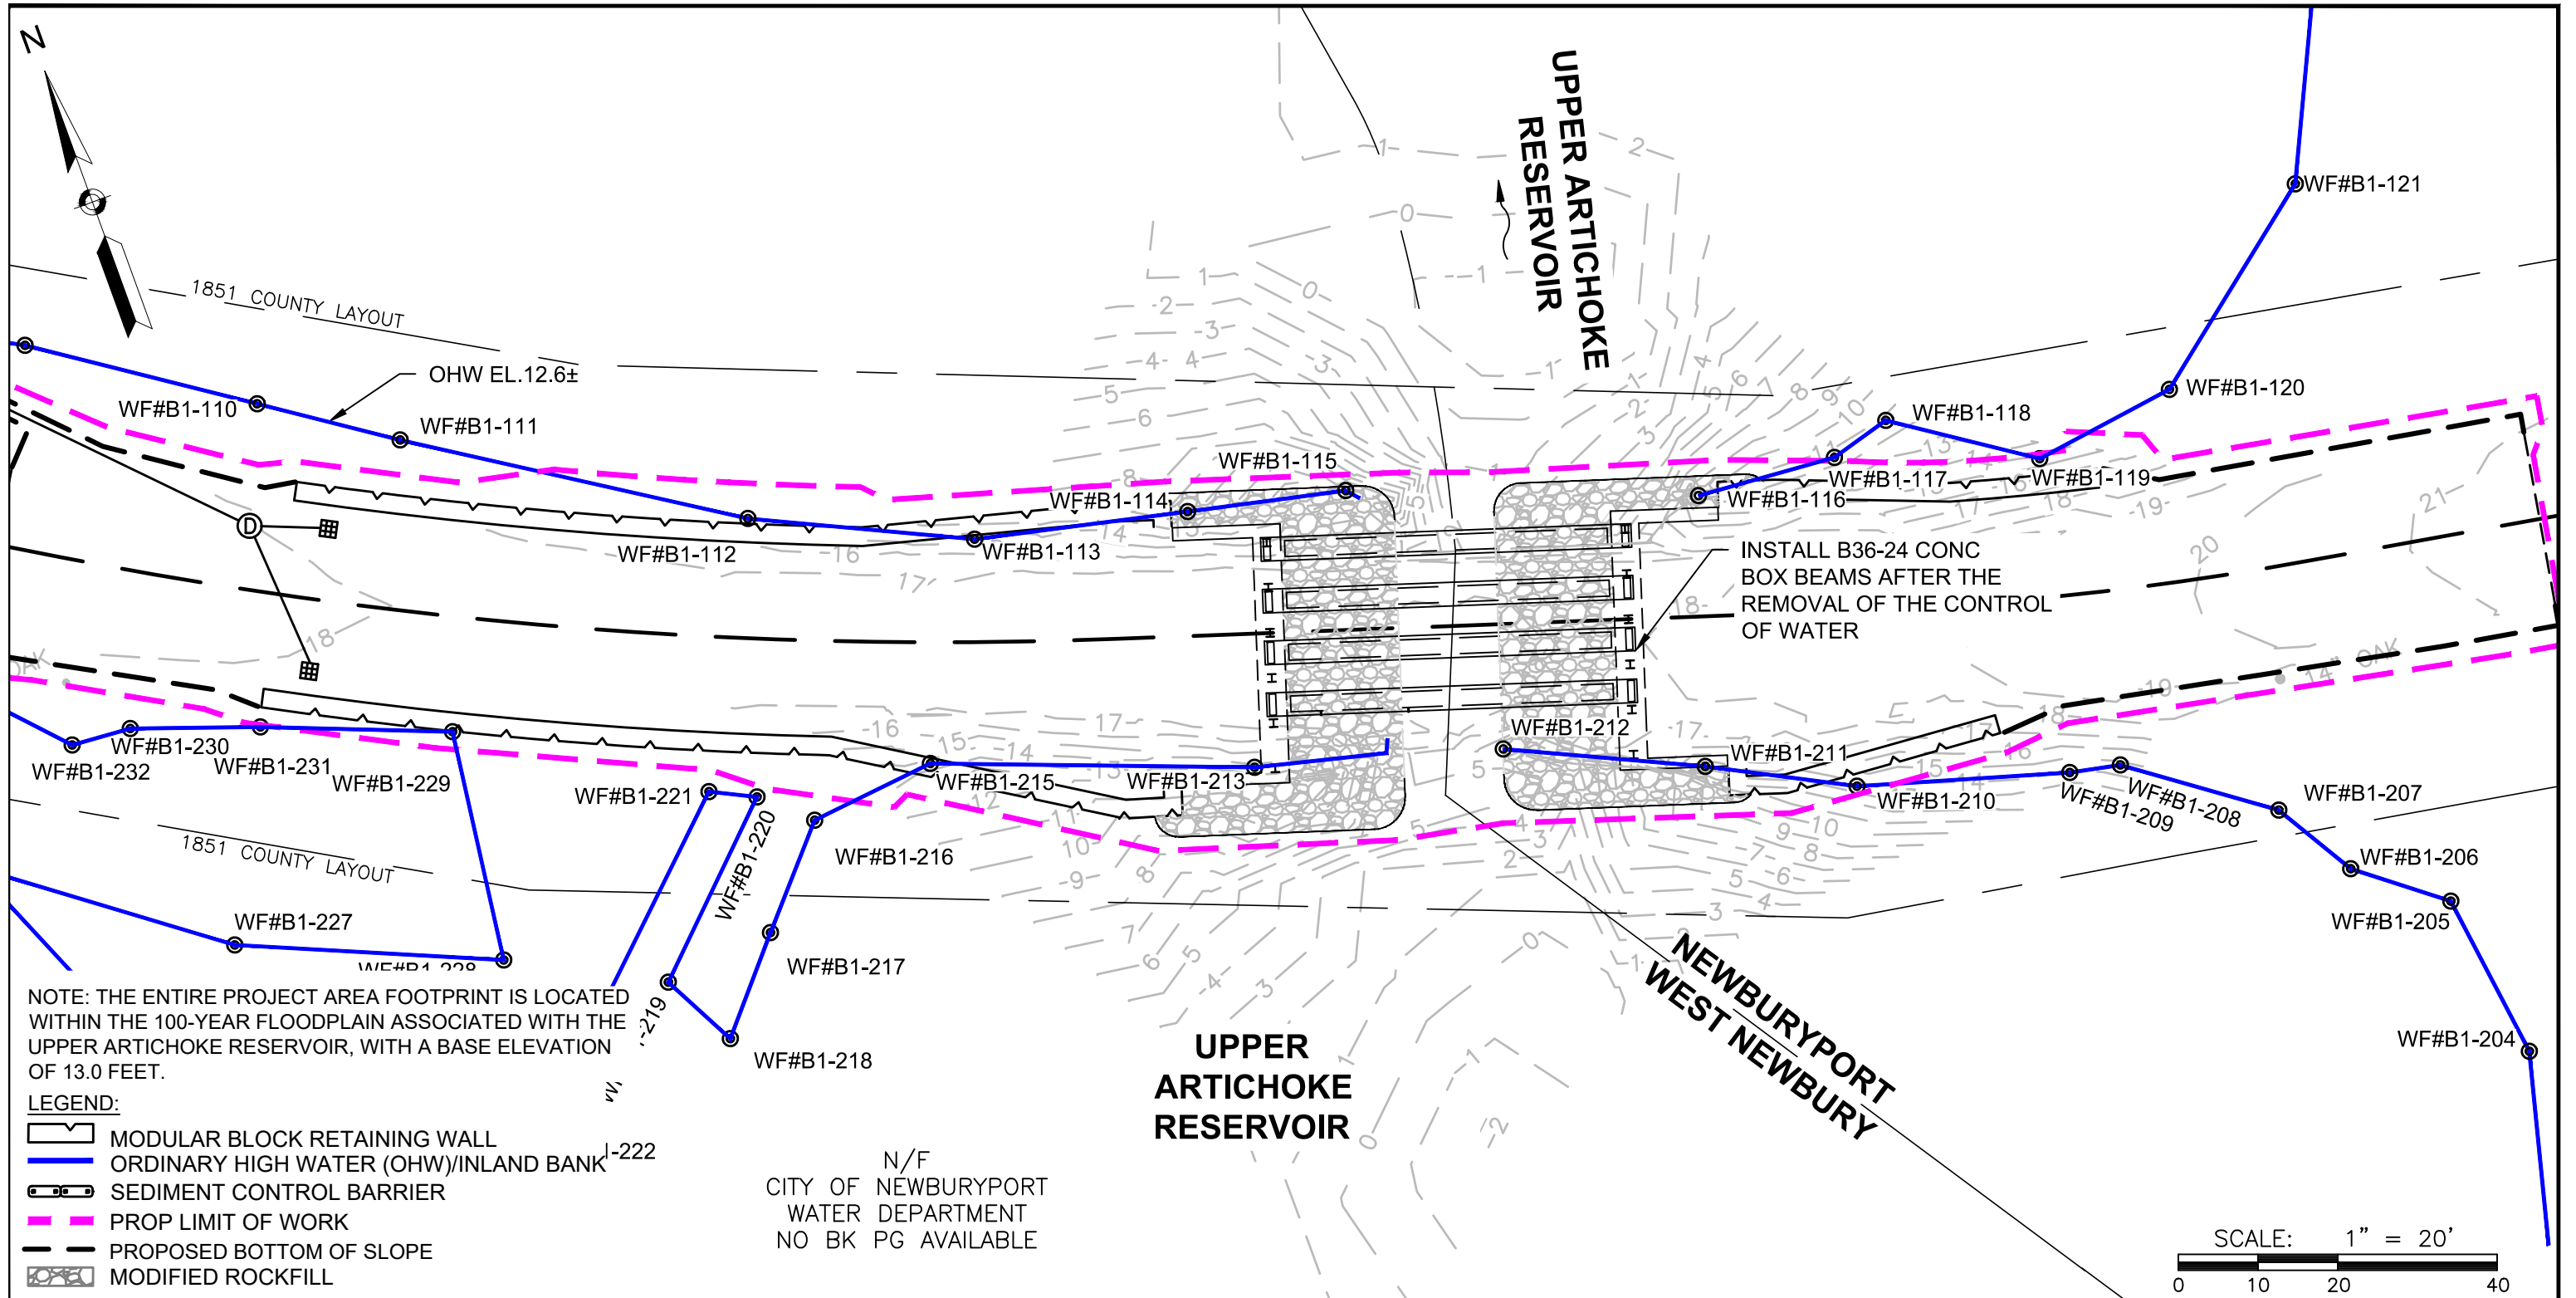 N
UPPER ARTICHOKE
RESERVOIR
WF#B1-121
1851 COUNTY LAYOUT
OHW EL.12.6±
WF#B1-110
WF#B1-111
WF#B1-112
WF#B1-113
WF#B1-114
WF#B1-115
WF#B1-116
WF#B1-117
WF#B1-118
WF#B1-119
WF#B1-120
D
INSTALL B36-24 CONC
BOX BEAMS AFTER THE
REMOVAL OF THE CONTROL
OF WATER
OAK
14" OAK
WF#B1-232
WF#B1-230
WF#B1-231
WF#B1-229
WF#B1-221
WF#B1-220
WF#B1-215
WF#B1-213
WF#B1-212
WF#B1-211
WF#B1-210
WF#B1-209
WF#B1-208
WF#B1-207
WF#B1-206
WF#B1-205
WF#B1-204
WF#B1-216
WF#B1-217
WF#B1-218
-219
1851 COUNTY LAYOUT
WF#B1-227
WF#B1-228
NEWBURYPORT
WEST NEWBURY
UPPER
ARTICHOKE
RESERVOIR
N/F
CITY OF NEWBURYPORT
WATER DEPARTMENT
NO BK PG AVAILABLE
NOTE: THE ENTIRE PROJECT AREA FOOTPRINT IS LOCATED
WITHIN THE 100-YEAR FLOODPLAIN ASSOCIATED WITH THE
UPPER ARTICHOKE RESERVOIR, WITH A BASE ELEVATION
OF 13.0 FEET.
LEGEND:
MODULAR BLOCK RETAINING WALL
ORDINARY HIGH WATER (OHW)/INLAND BANK
-222
SEDIMENT CONTROL BARRIER
PROP LIMIT OF WORK
PROPOSED BOTTOM OF SLOPE
MODIFIED ROCKFILL
SCALE: 1" = 20'
0 10 20 40